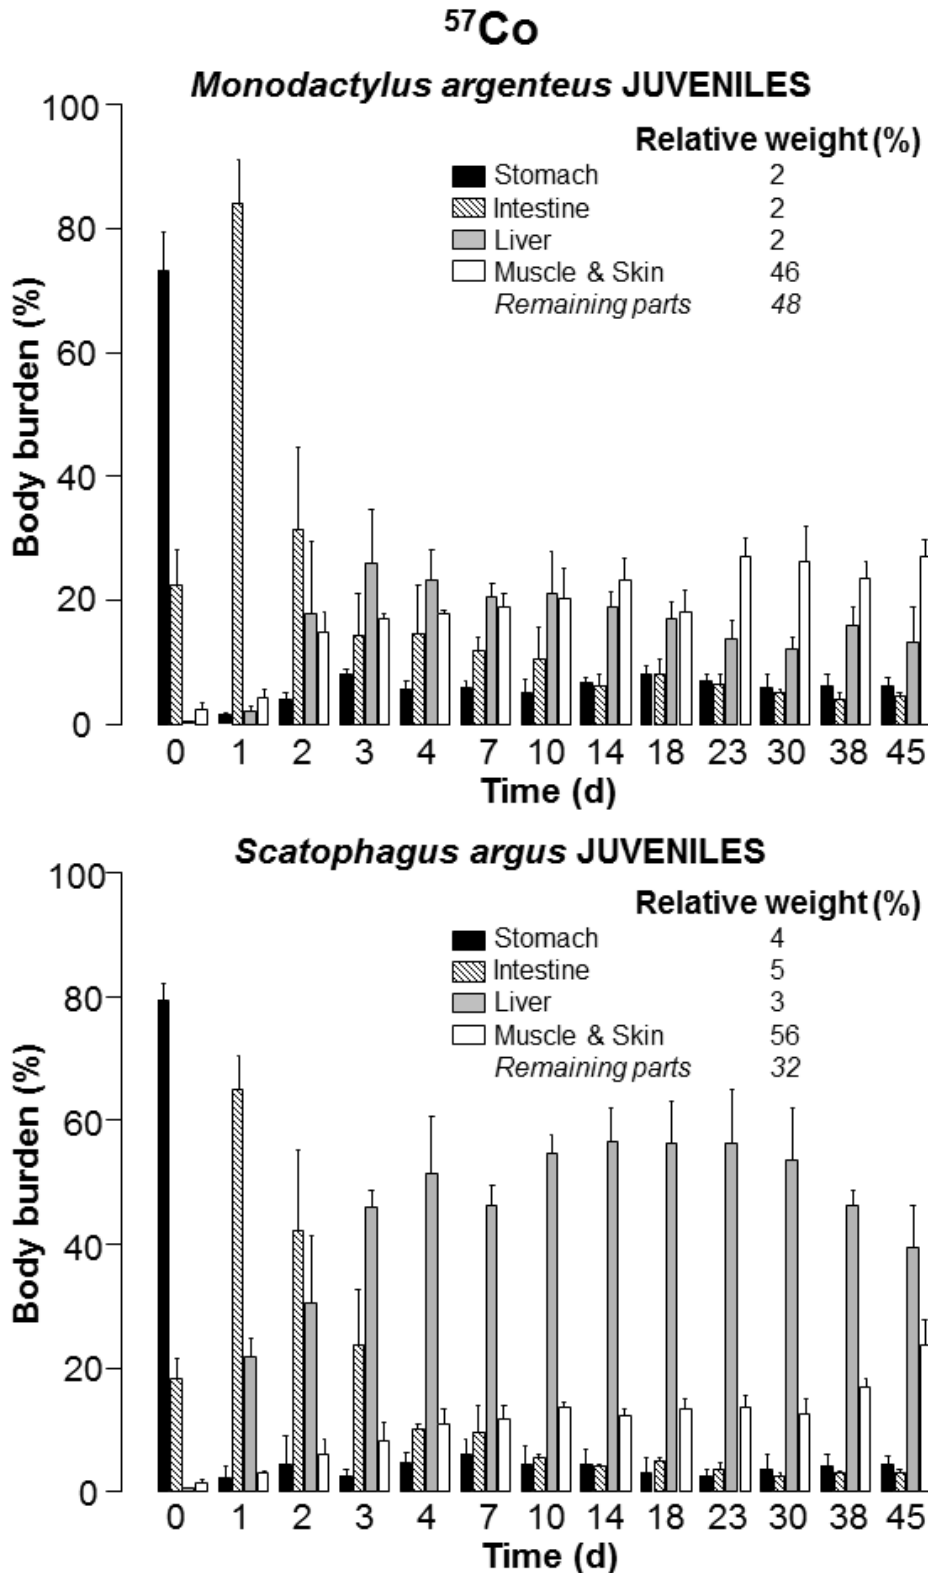 ⁵⁷Co
Monodactylus argenteus JUVENILES
Relative weight (%)
Stomach 2
Intestine 2
Liver 2
Muscle & Skin 46
Remaining parts 48
Body burden (%)
100
80
60
40
20
0
0 1 2 3 4 7 10 14 18 23 30 38 45
Time (d)
Scatophagus argus JUVENILES
Relative weight (%)
Stomach 4
Intestine 5
Liver 3
Muscle & Skin 56
Remaining parts 32
Body burden (%)
100
80
60
40
20
0
0 1 2 3 4 7 10 14 18 23 30 38 45
Time (d)